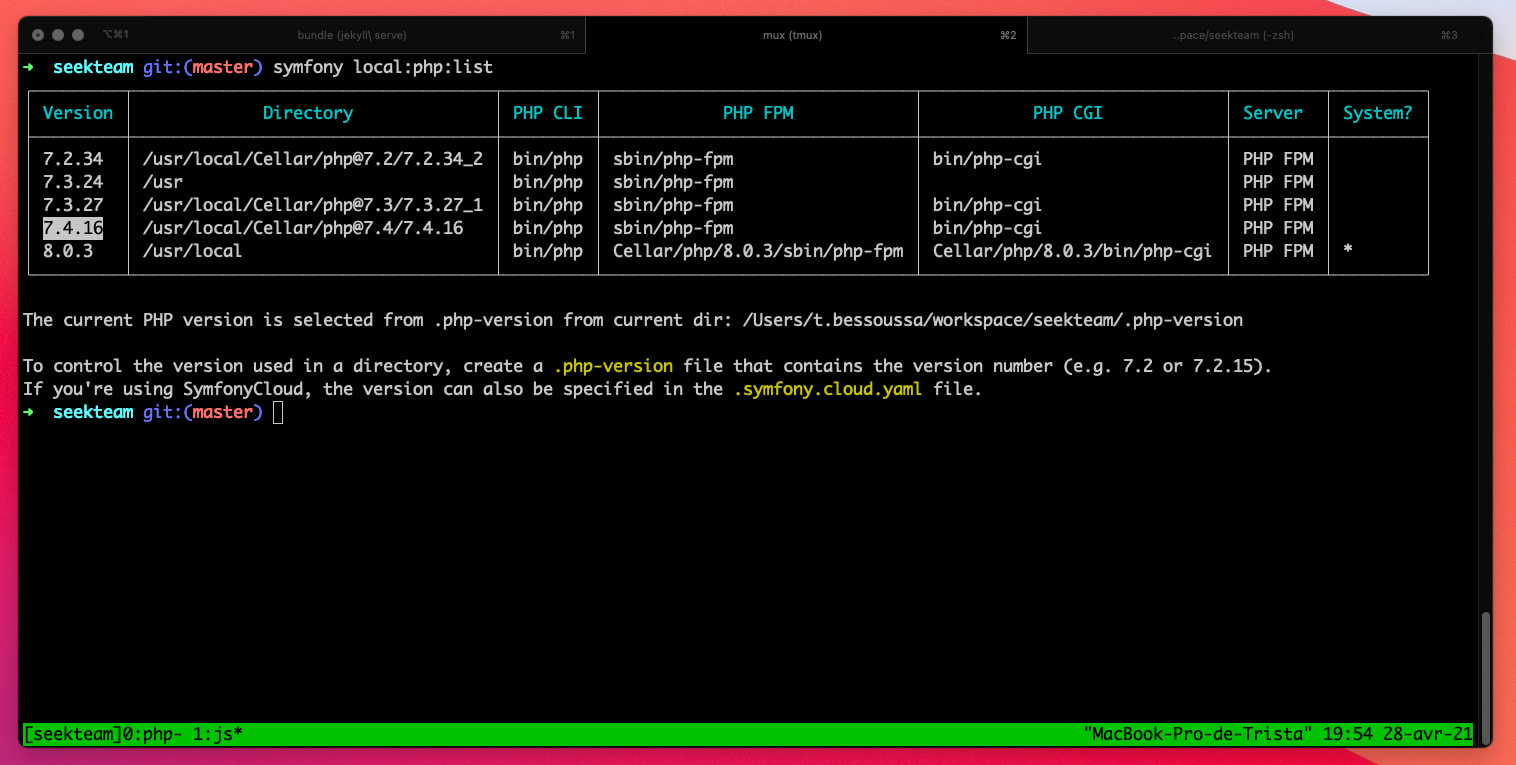 ⌥⌘1 bundle (jekyll\ serve) ⌘1 mux (tmux) ⌘2 ..pace/seekteam (-zsh) ⌘3
➜ seekteam git:(master) symfony local:php:list
Version Directory PHP CLI PHP FPM PHP CGI Server System?
7.2.34 /usr/local/Cellar/php@7.2/7.2.34_2 bin/php sbin/php-fpm bin/php-cgi PHP FPM
7.3.24 /usr bin/php sbin/php-fpm PHP FPM
7.3.27 /usr/local/Cellar/php@7.3/7.3.27_1 bin/php sbin/php-fpm bin/php-cgi PHP FPM
7.4.16 /usr/local/Cellar/php@7.4/7.4.16 bin/php sbin/php-fpm bin/php-cgi PHP FPM
8.0.3 /usr/local bin/php Cellar/php/8.0.3/sbin/php-fpm Cellar/php/8.0.3/bin/php-cgi PHP FPM *
The current PHP version is selected from .php-version from current dir: /Users/t.bessoussa/workspace/seekteam/.php-version
To control the version used in a directory, create a .php-version file that contains the version number (e.g. 7.2 or 7.2.15).
If you're using SymfonyCloud, the version can also be specified in the .symfony.cloud.yaml file.
➜ seekteam git:(master)
[seekteam]0:php- 1:js* "MacBook-Pro-de-Trista" 19:54 28-avr-21